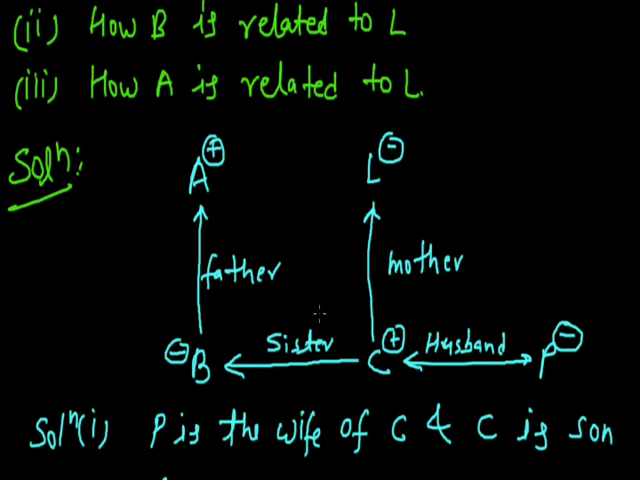 (ii) How B is related to L
(iii) How A is related to L.
Solⁿ:
A⊕ L⊖
father mother
⊖B Sister C⊕ Husband P⊖
Solⁿ(i) P is the wife of C & C is son